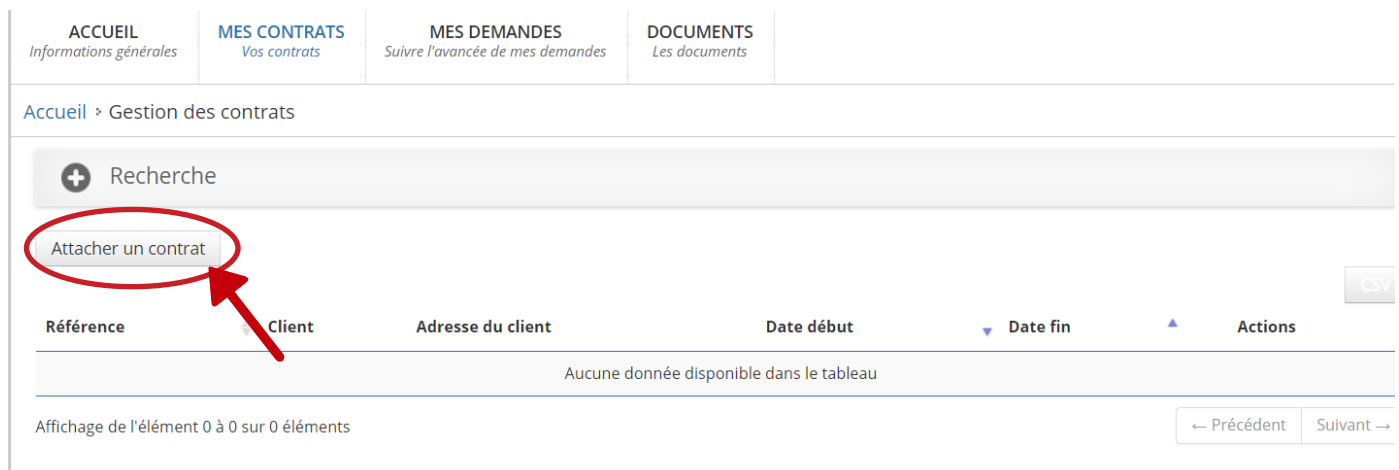 ACCUEIL MES CONTRATS MES DEMANDES DOCUMENTS
Informations générales Vos contrats Suivre l'avancée de mes demandes Les documents
Accueil Gestion des contrats
Recherche
Attacher un contrat
CSV
Référence Client Adresse du client Date début Date fin Actions
Aucune donnée disponible dans le tableau
Affichage de l'élément 0 à 0 sur 0 éléments ← Précédent Suivant →